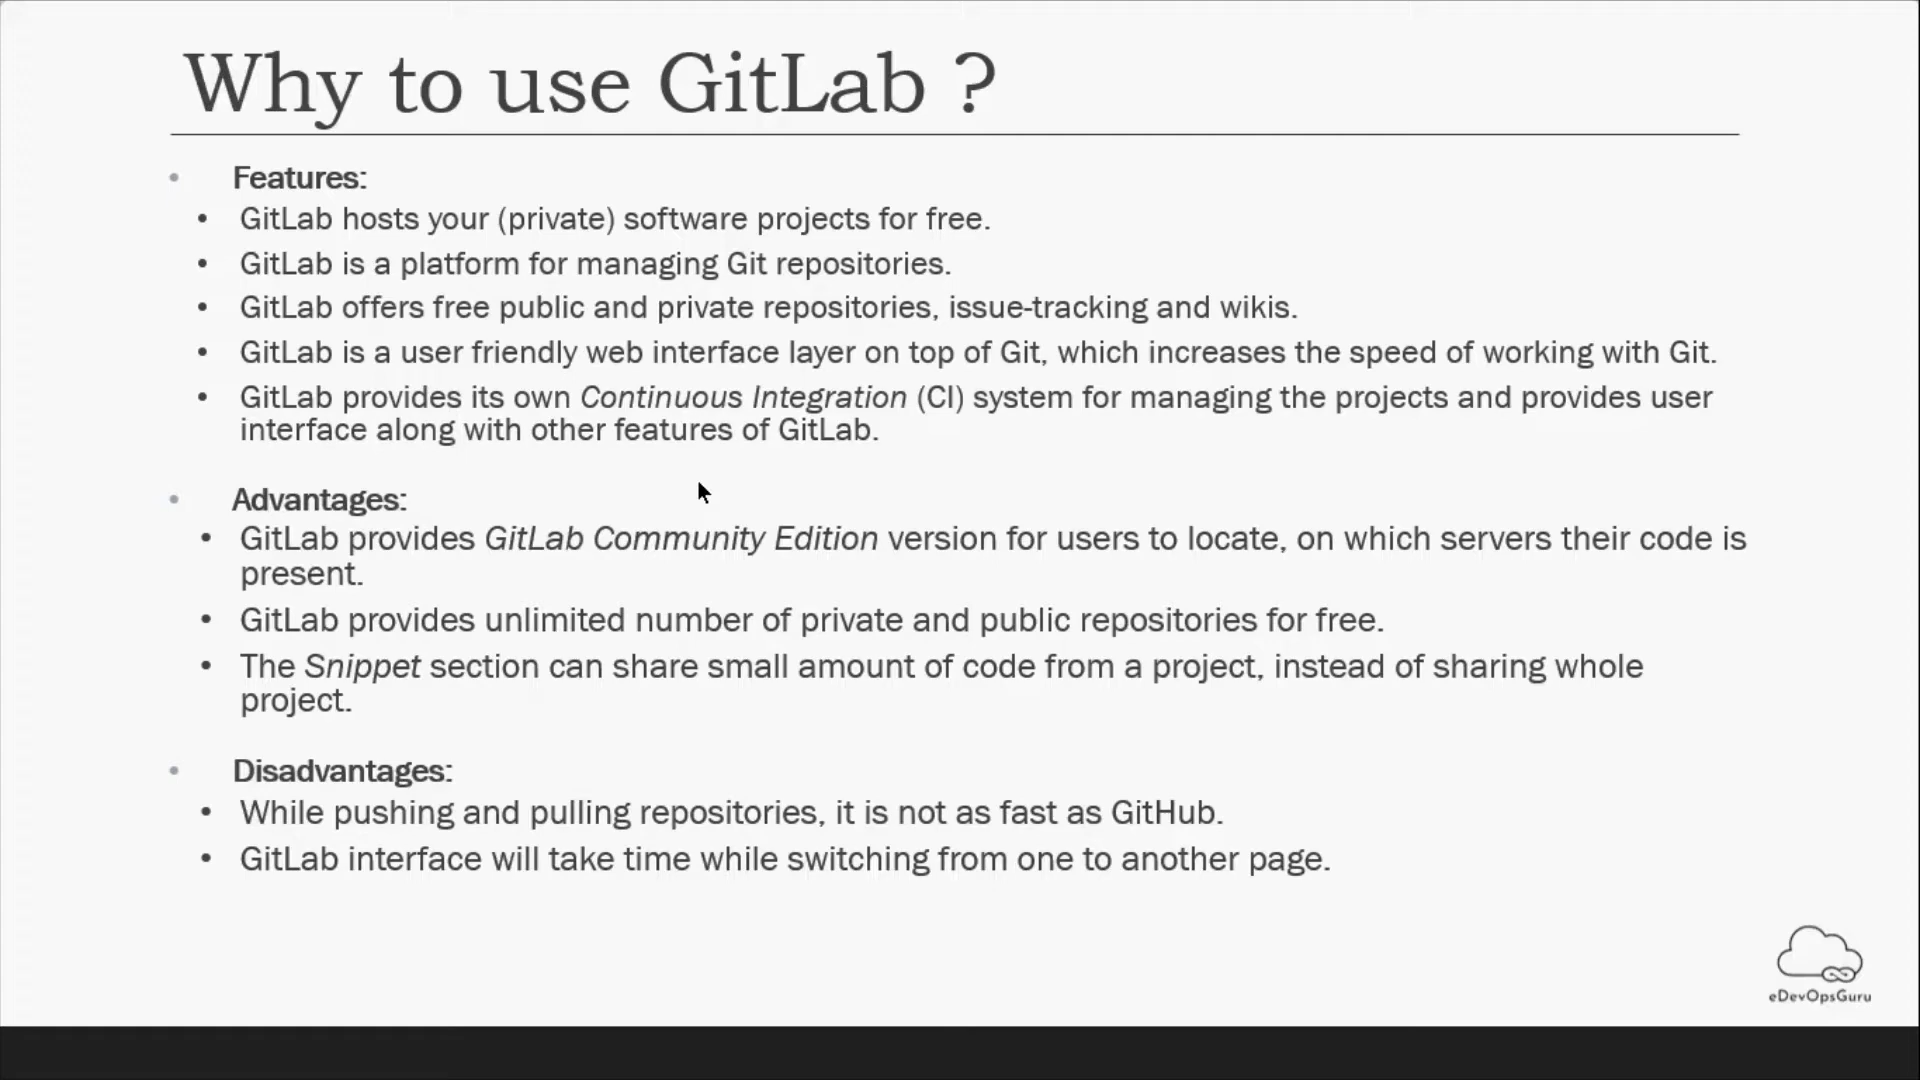 Why to use GitLab ?
• Features:
• GitLab hosts your (private) software projects for free.
• GitLab is a platform for managing Git repositories.
• GitLab offers free public and private repositories, issue-tracking and wikis.
• GitLab is a user friendly web interface layer on top of Git, which increases the speed of working with Git.
• GitLab provides its own Continuous Integration (CI) system for managing the projects and provides user
interface along with other features of GitLab.
• Advantages:
• GitLab provides GitLab Community Edition version for users to locate, on which servers their code is
present.
• GitLab provides unlimited number of private and public repositories for free.
• The Snippet section can share small amount of code from a project, instead of sharing whole
project.
• Disadvantages:
• While pushing and pulling repositories, it is not as fast as GitHub.
• GitLab interface will take time while switching from one to another page.
eDevOpsGuru